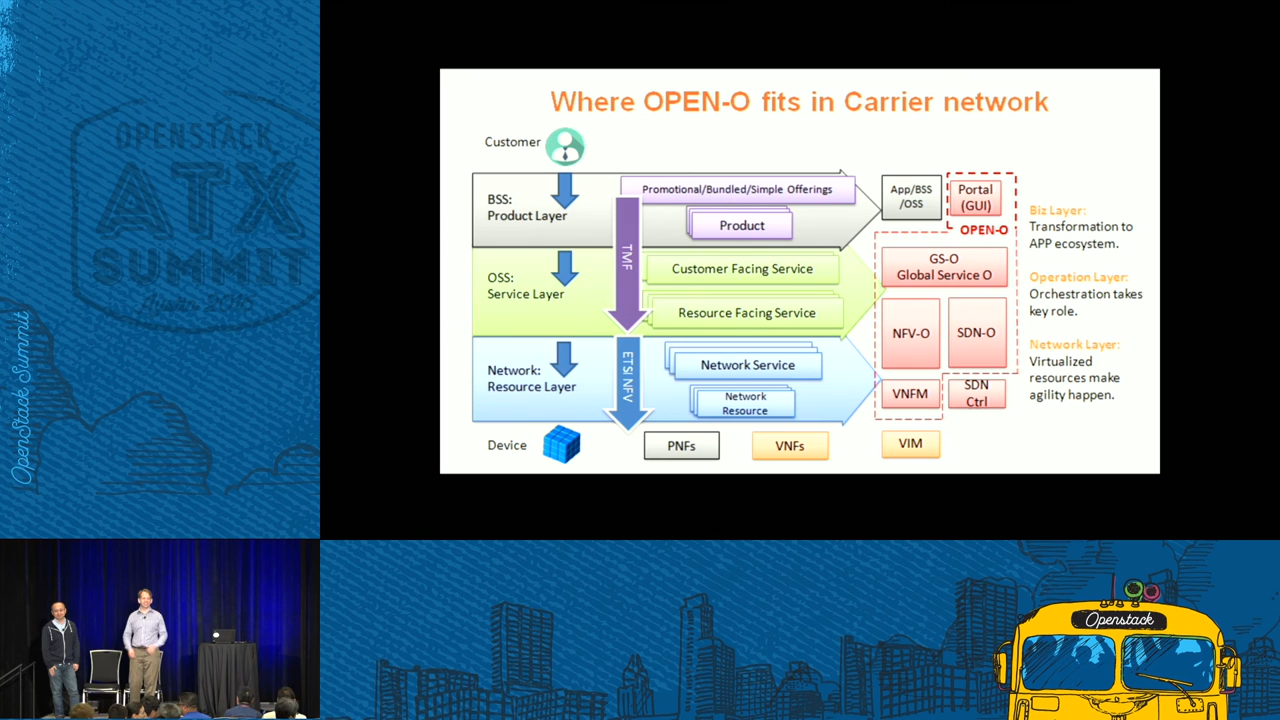 OPENSTACK
ATX
SUMMIT
OpenStack Summit
Where OPEN-O fits in Carrier network
Customer
BSS:
Product Layer
Promotional/Bundled/Simple Offerings
Product
App/BSS
/OSS
Portal
(GUI)
OPEN-O
TMF
OSS:
Service Layer
Customer Facing Service
Resource Facing Service
GS-O
Global Service O
NFV-O
SDN-O
Network:
Resource Layer
ETSI NFV
Network Service
Network
Resource
VNFM
SDN
Ctrl
Device
PNFs
VNFs
VIM
Biz Layer:
Transformation to
APP ecosystem.
Operation Layer:
Orchestration takes
key role.
Network Layer:
Virtualized
resources make
agility happen.
Openstack